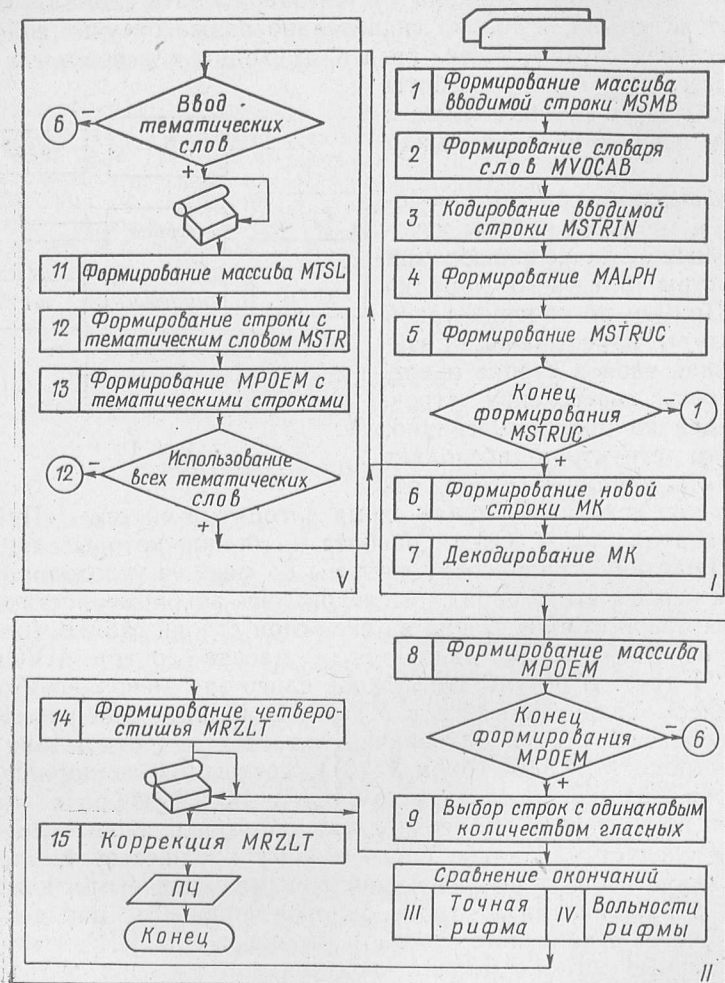 Ввод
тематических
слов
б
–
+
11 Формирование массива MTSL
12 Формирование строки с
тематическим словом MSTR
13 Формирование MPOEM с
тематическими строками
Использование
всех тематических
слов
12
–
+
V
1 Формирование массива
вводимой строки MSMB
2 Формирование словаря
слов MVOCAB
3 Кодирование вводимой
строки MSTRIN
4 Формирование MALPH
5 Формирование MSTRUC
Конец
формирования
MSTRUC
–
1
+
6 Формирование новой
строки МК
7 Декодирование МК
I
8 Формирование массива
MPOEM
Конец
формирования
MPOEM
–
6
+
9 Выбор строк с одинаковым
количеством гласных
Сравнение окончаний
III Точная
рифма
IV Вольности
рифмы
14 Формирование четверо-
стишья MRZLT
15 Коррекция MRZLT
ПЧ
Конец
II